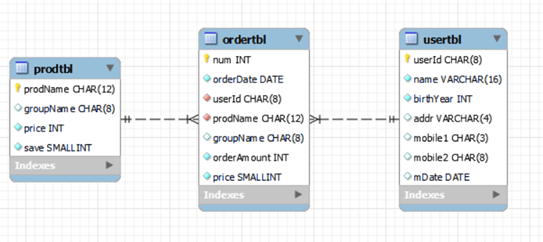 prodtbl
prodName CHAR(12)
groupName CHAR(8)
price INT
save SMALLINT
Indexes
ordertbl
num INT
orderDate DATE
userId CHAR(8)
prodName CHAR(12)
groupName CHAR(8)
orderAmount INT
price SMALLINT
Indexes
usertbl
userId CHAR(8)
name VARCHAR(16)
birthYear INT
addr VARCHAR(4)
mobile1 CHAR(3)
mobile2 CHAR(8)
mDate DATE
Indexes